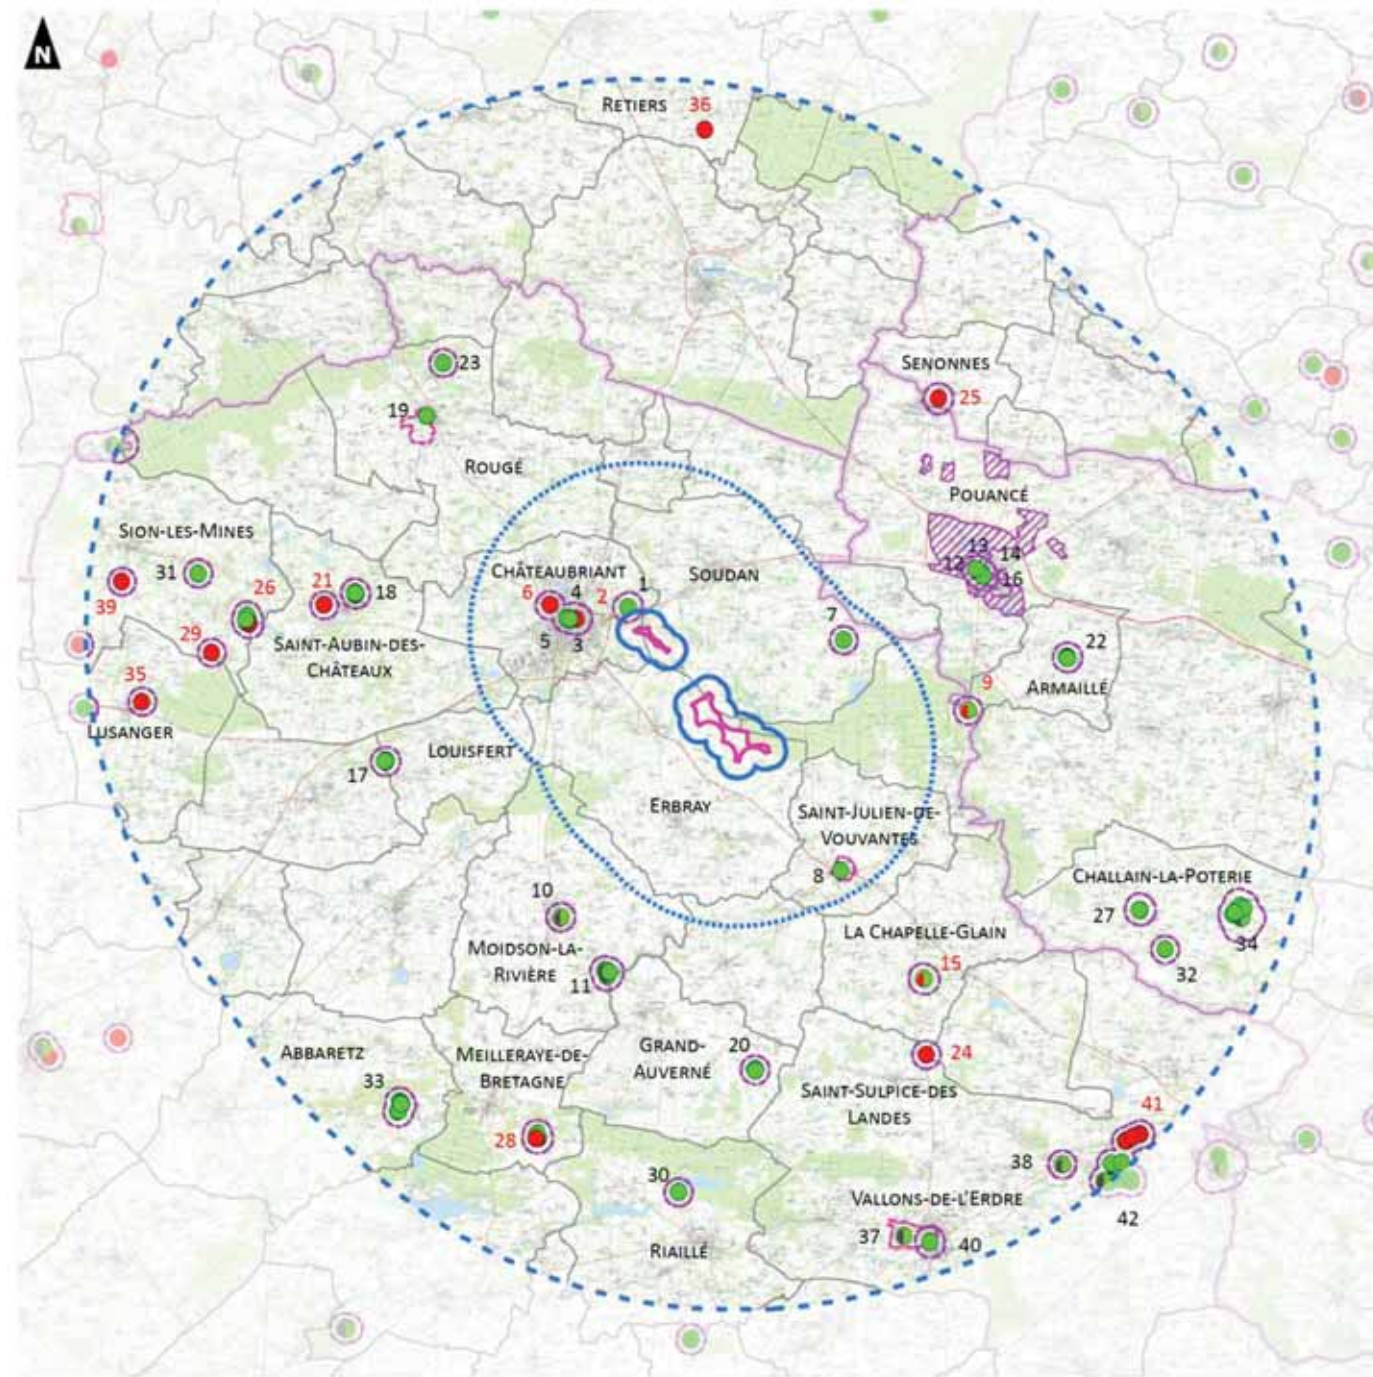 N
RETIERS 36
23
SENONNES
25
19
ROUGÉ
POUANCÉ
SION-LES-MINES
13
14
12
31
CHÂTEAUBRIANT
SOUDAN
16
39
26
21
18
6
4
2
1
29
SAINT-AUBIN-DES-
CHÂTEAUX
5
3
7
22
35
9
ARMAILLÉ
LUSANGER
LOUISFERT
17
ERBRAY
SAINT-JULIEN-DE-
VOUVANTES
8
CHALLAIN-LA-POTERIE
10
27
LA CHAPELLE-GLAIN
34
MOIDSON-LA-
RIVIÈRE
15
32
11
ABBARETZ
MEILLERAYE-DE-
BRETAGNE
GRAND-
AUVERNÉ
20
24
33
SAINT-SULPICE-DES
LANDES
28
41
38
30
VALLONS-DE-L'ERDRE
42
37
40
RIAILLÉ